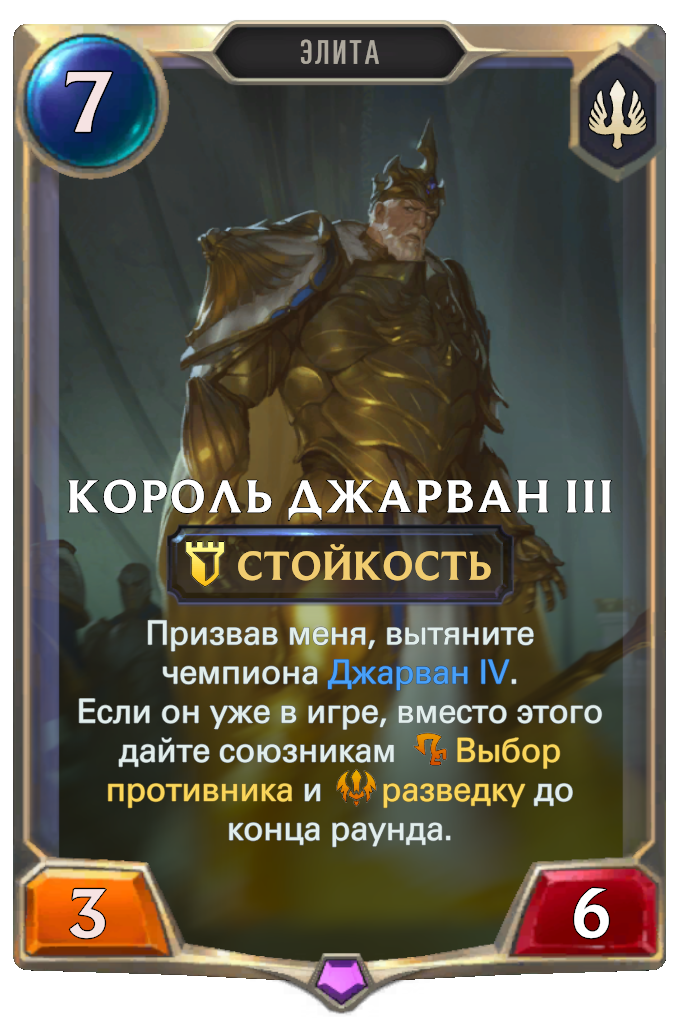 ЭЛИТА
7
КОРОЛЬ ДЖАРВАН III
СТОЙКОСТЬ
Призвав меня, вытяните
чемпиона Джарван IV.
Если он уже в игре, вместо этого
дайте союзникам Выбор
противника и разведку до
конца раунда.
3
6